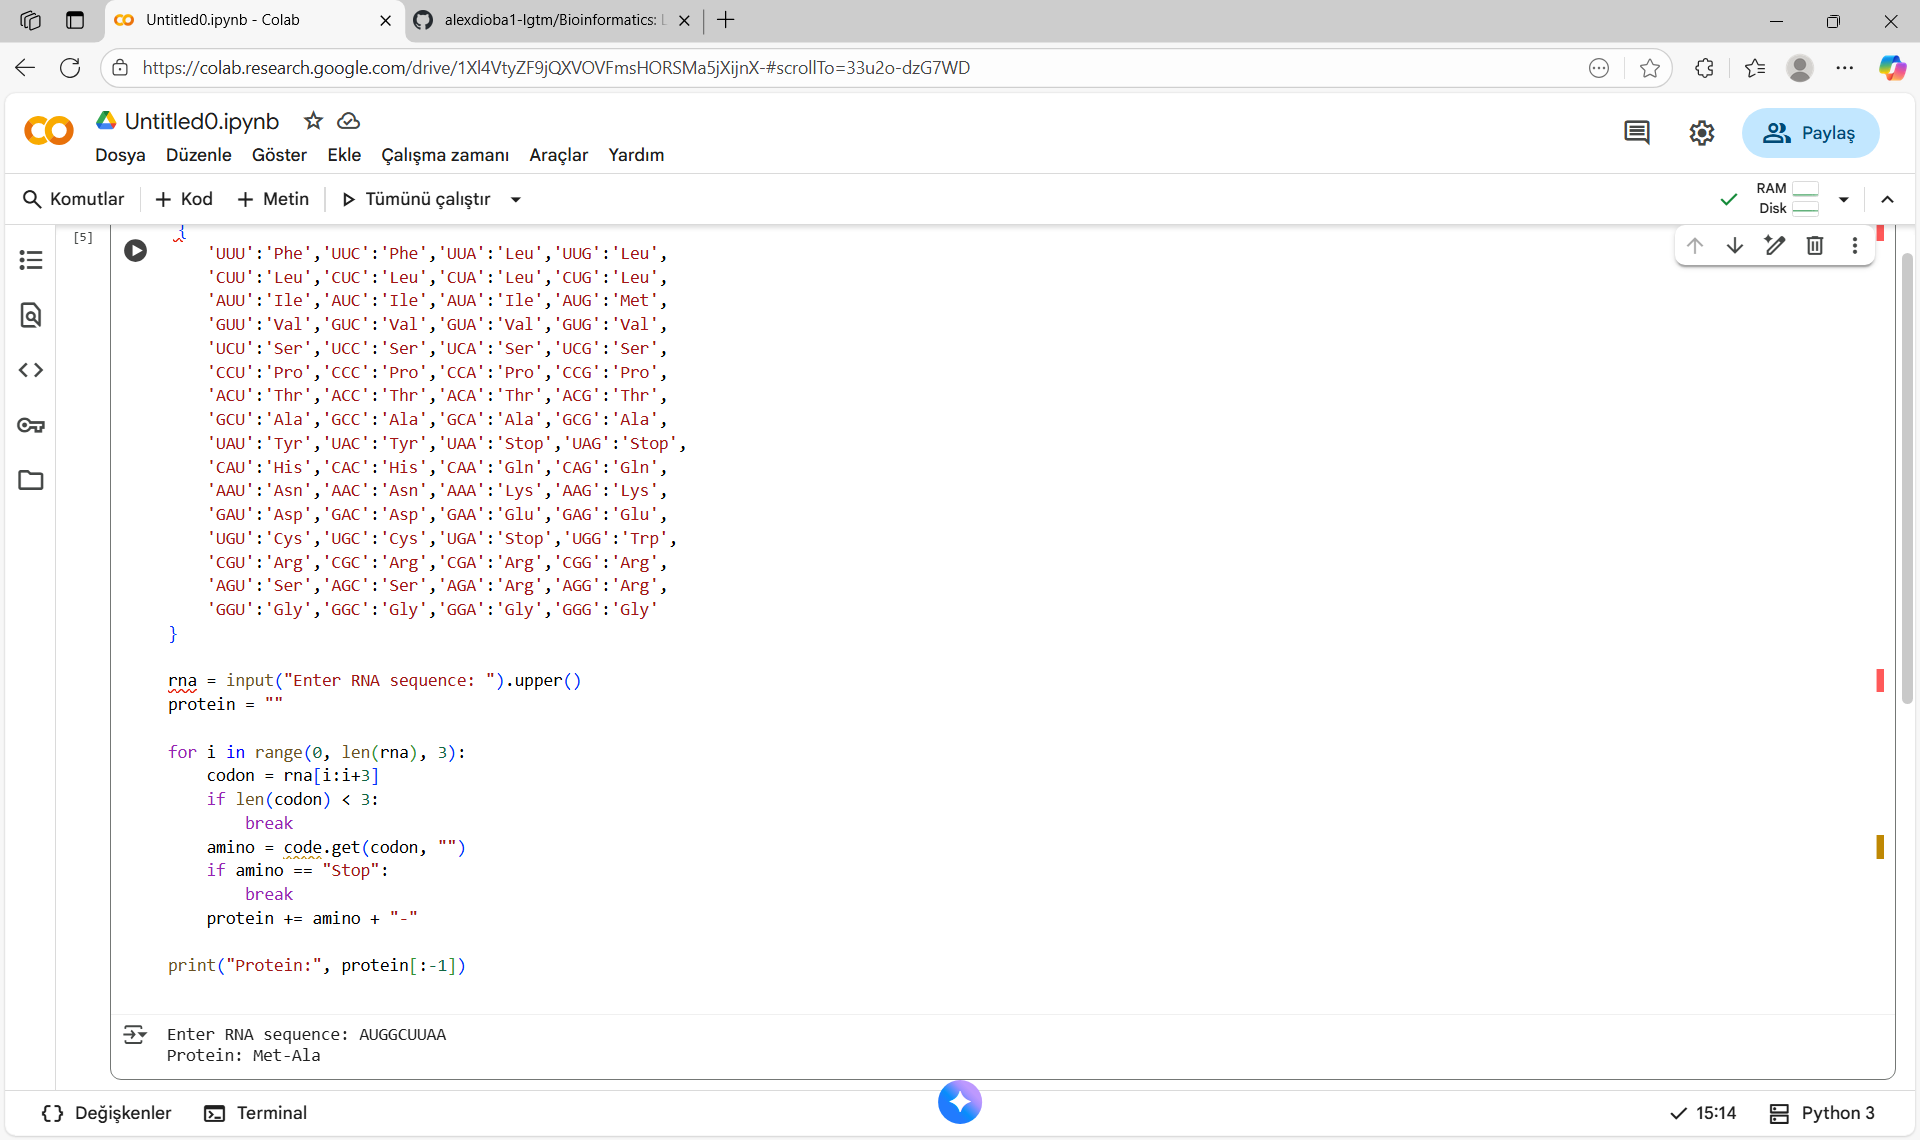 Untitled0.ipynb - Colab
alexdioba1-lgtm/Bioinformatics: L
https://colab.research.google.com/drive/1Xl4VtyZF9jQXVOVFmsHORSMa5jXijnX-#scrollTo=33u2o-dzG7WD
Untitled0.ipynb
Dosya Düzenle Göster Ekle Çalışma zamanı Araçlar Yardım
Paylaş
Komutlar + Kod + Metin Tümünü çalıştır
RAM
Disk
[5]
{
'UUU':'Phe','UUC':'Phe','UUA':'Leu','UUG':'Leu',
'CUU':'Leu','CUC':'Leu','CUA':'Leu','CUG':'Leu',
'AUU':'Ile','AUC':'Ile','AUA':'Ile','AUG':'Met',
'GUU':'Val','GUC':'Val','GUA':'Val','GUG':'Val',
'UCU':'Ser','UCC':'Ser','UCA':'Ser','UCG':'Ser',
'CCU':'Pro','CCC':'Pro','CCA':'Pro','CCG':'Pro',
'ACU':'Thr','ACC':'Thr','ACA':'Thr','ACG':'Thr',
'GCU':'Ala','GCC':'Ala','GCA':'Ala','GCG':'Ala',
'UAU':'Tyr','UAC':'Tyr','UAA':'Stop','UAG':'Stop',
'CAU':'His','CAC':'His','CAA':'Gln','CAG':'Gln',
'AAU':'Asn','AAC':'Asn','AAA':'Lys','AAG':'Lys',
'GAU':'Asp','GAC':'Asp','GAA':'Glu','GAG':'Glu',
'UGU':'Cys','UGC':'Cys','UGA':'Stop','UGG':'Trp',
'CGU':'Arg','CGC':'Arg','CGA':'Arg','CGG':'Arg',
'AGU':'Ser','AGC':'Ser','AGA':'Arg','AGG':'Arg',
'GGU':'Gly','GGC':'Gly','GGA':'Gly','GGG':'Gly'
}
rna = input("Enter RNA sequence: ").upper()
protein = ""
for i in range(0, len(rna), 3):
codon = rna[i:i+3]
if len(codon) < 3:
break
amino = code.get(codon, "")
if amino == "Stop":
break
protein += amino + "-"
print("Protein:", protein[:-1])
Enter RNA sequence: AUGGCUUAA
Protein: Met-Ala
Değişkenler Terminal
15:14 Python 3